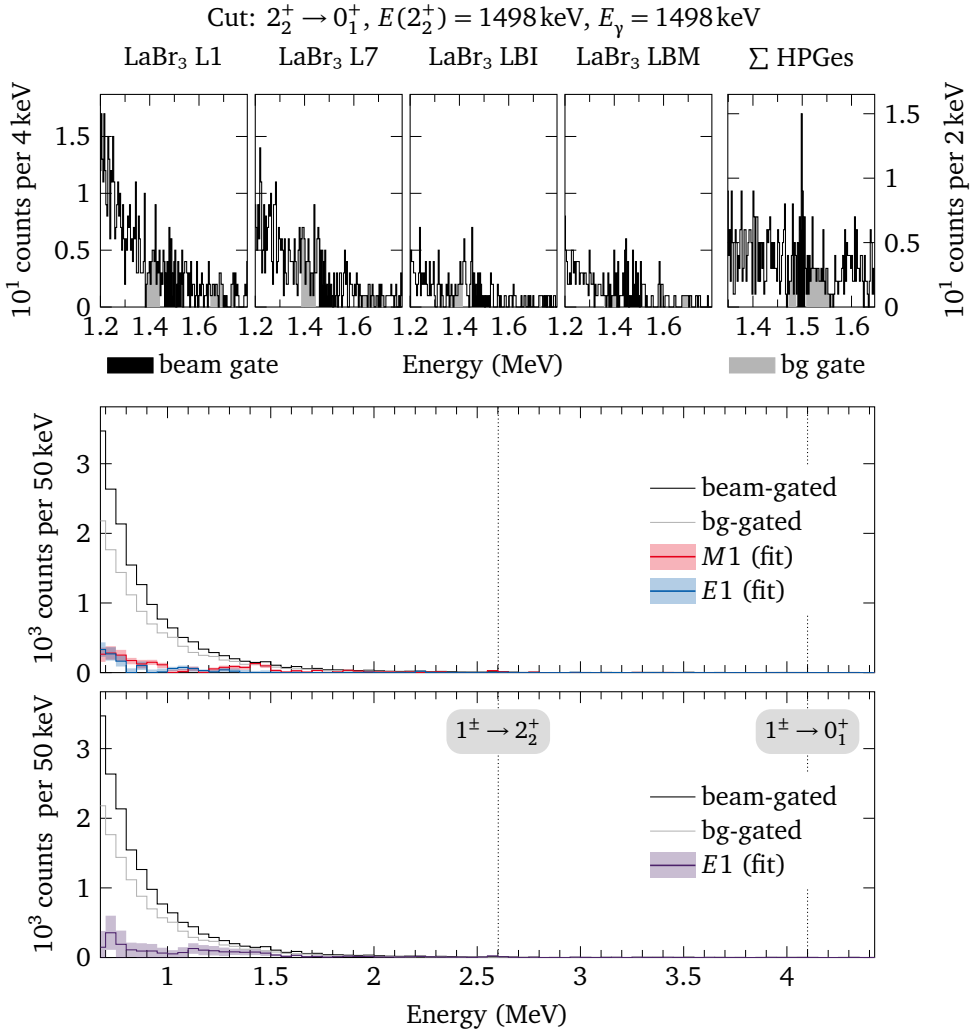 Cut: 2₂⁺ → 0₁⁺, E(2₂⁺) = 1498 keV, Eγ = 1498 keV
LaBr₃ L1 LaBr₃ L7 LaBr₃ LBI LaBr₃ LBM ∑ HPGes
10¹ counts per 4 keV
1.5
1
0.5
0
1.5
1
0.5
0
10¹ counts per 2 keV
1.2 1.4 1.6 1.2 1.4 1.6 1.2 1.4 1.6 1.2 1.4 1.6 1.4 1.5 1.6
beam gate Energy (MeV) bg gate
10³ counts per 50 keV
3
2
1
0
beam-gated
bg-gated
M1 (fit)
E1 (fit)
10³ counts per 50 keV
3
2
1
0
1± → 2₂⁺ 1± → 0₁⁺
beam-gated
bg-gated
E1 (fit)
1 1.5 2 2.5 3 3.5 4
Energy (MeV)